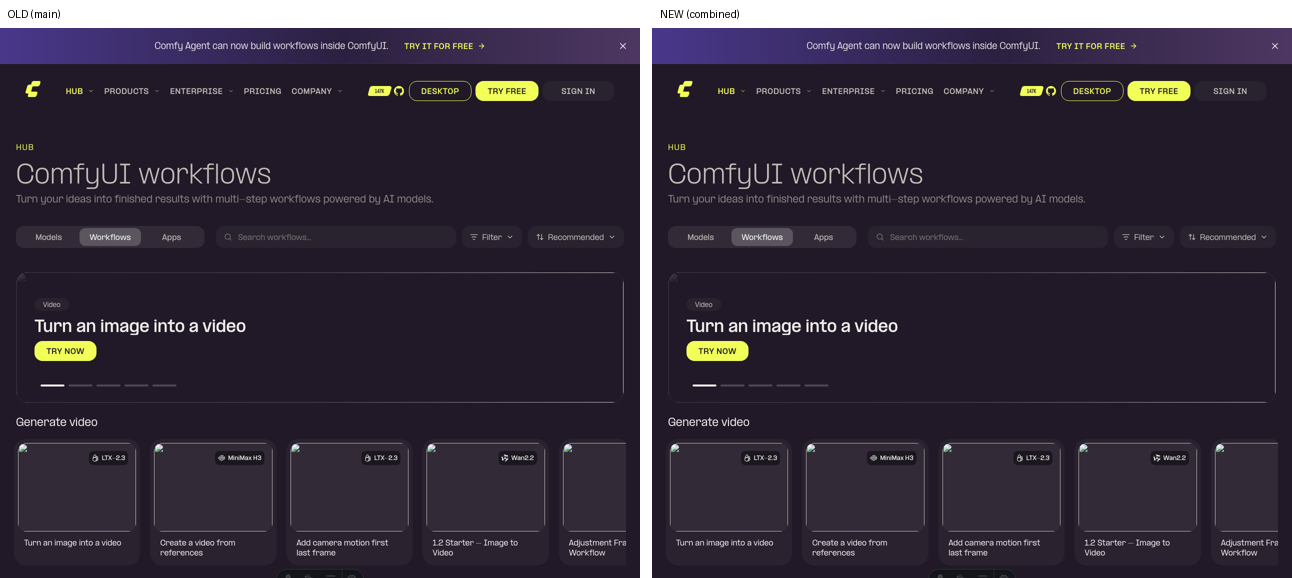 OLD (main)
Comfy Agent can now build workflows inside ComfyUI. TRY IT FOR FREE →
HUB PRODUCTS ENTERPRISE PRICING COMPANY 147K DESKTOP TRY FREE SIGN IN
HUB
ComfyUI workflows
Turn your ideas into finished results with multi-step workflows powered by AI models.
Models Workflows Apps Search workflows... Filter Recommended
Video
Turn an image into a video
TRY NOW
Generate video
LTX-2.3 MiniMax H3 LTX-2.3 Wan2.2
Turn an image into a video
Create a video from
references
Add camera motion first
last frame
1.2 Starter – Image to
Video
Adjustment Fra
Workflow
NEW (combined)
Comfy Agent can now build workflows inside ComfyUI. TRY IT FOR FREE →
HUB PRODUCTS ENTERPRISE PRICING COMPANY 147K DESKTOP TRY FREE SIGN IN
HUB
ComfyUI workflows
Turn your ideas into finished results with multi-step workflows powered by AI models.
Models Workflows Apps Search workflows... Filter Recommended
Video
Turn an image into a video
TRY NOW
Generate video
LTX-2.3 MiniMax H3 LTX-2.3 Wan2.2
Turn an image into a video
Create a video from
references
Add camera motion first
last frame
1.2 Starter – Image to
Video
Adjustment Fra
Workflow